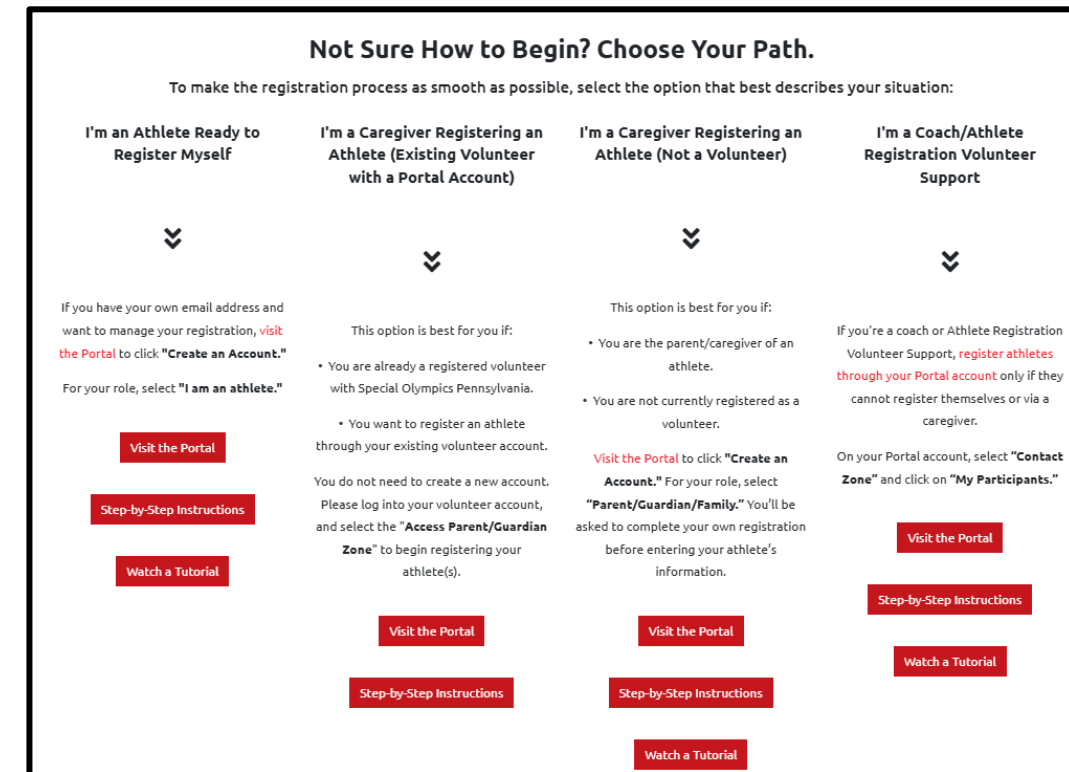 Not Sure How to Begin? Choose Your Path.
To make the registration process as smooth as possible, select the option that best describes your situation:
I'm an Athlete Ready to
Register Myself
If you have your own email address and
want to manage your registration, visit
the Portal to click "Create an Account."
For your role, select "I am an athlete."
Visit the Portal
Step-by-Step Instructions
Watch a Tutorial
I'm a Caregiver Registering an
Athlete (Existing Volunteer
with a Portal Account)
This option is best for you if:
• You are already a registered volunteer
with Special Olympics Pennsylvania.
• You want to register an athlete
through your existing volunteer account.
You do not need to create a new account.
Please log into your volunteer account,
and select the "Access Parent/Guardian
Zone" to begin registering your
athlete(s).
Visit the Portal
Step-by-Step Instructions
I'm a Caregiver Registering an
Athlete (Not a Volunteer)
This option is best for you if:
• You are the parent/caregiver of an
athlete.
• You are not currently registered as a
volunteer.
Visit the Portal to click "Create an
Account." For your role, select
“Parent/Guardian/Family.” You’ll be
asked to complete your own registration
before entering your athlete’s
information.
Visit the Portal
Step-by-Step Instructions
Watch a Tutorial
I'm a Coach/Athlete
Registration Volunteer
Support
If you're a coach or Athlete Registration
Volunteer Support, register athletes
through your Portal account only if they
cannot register themselves or via a
caregiver.
On your Portal account, select “Contact
Zone” and click on “My Participants.”
Visit the Portal
Step-by-Step Instructions
Watch a Tutorial